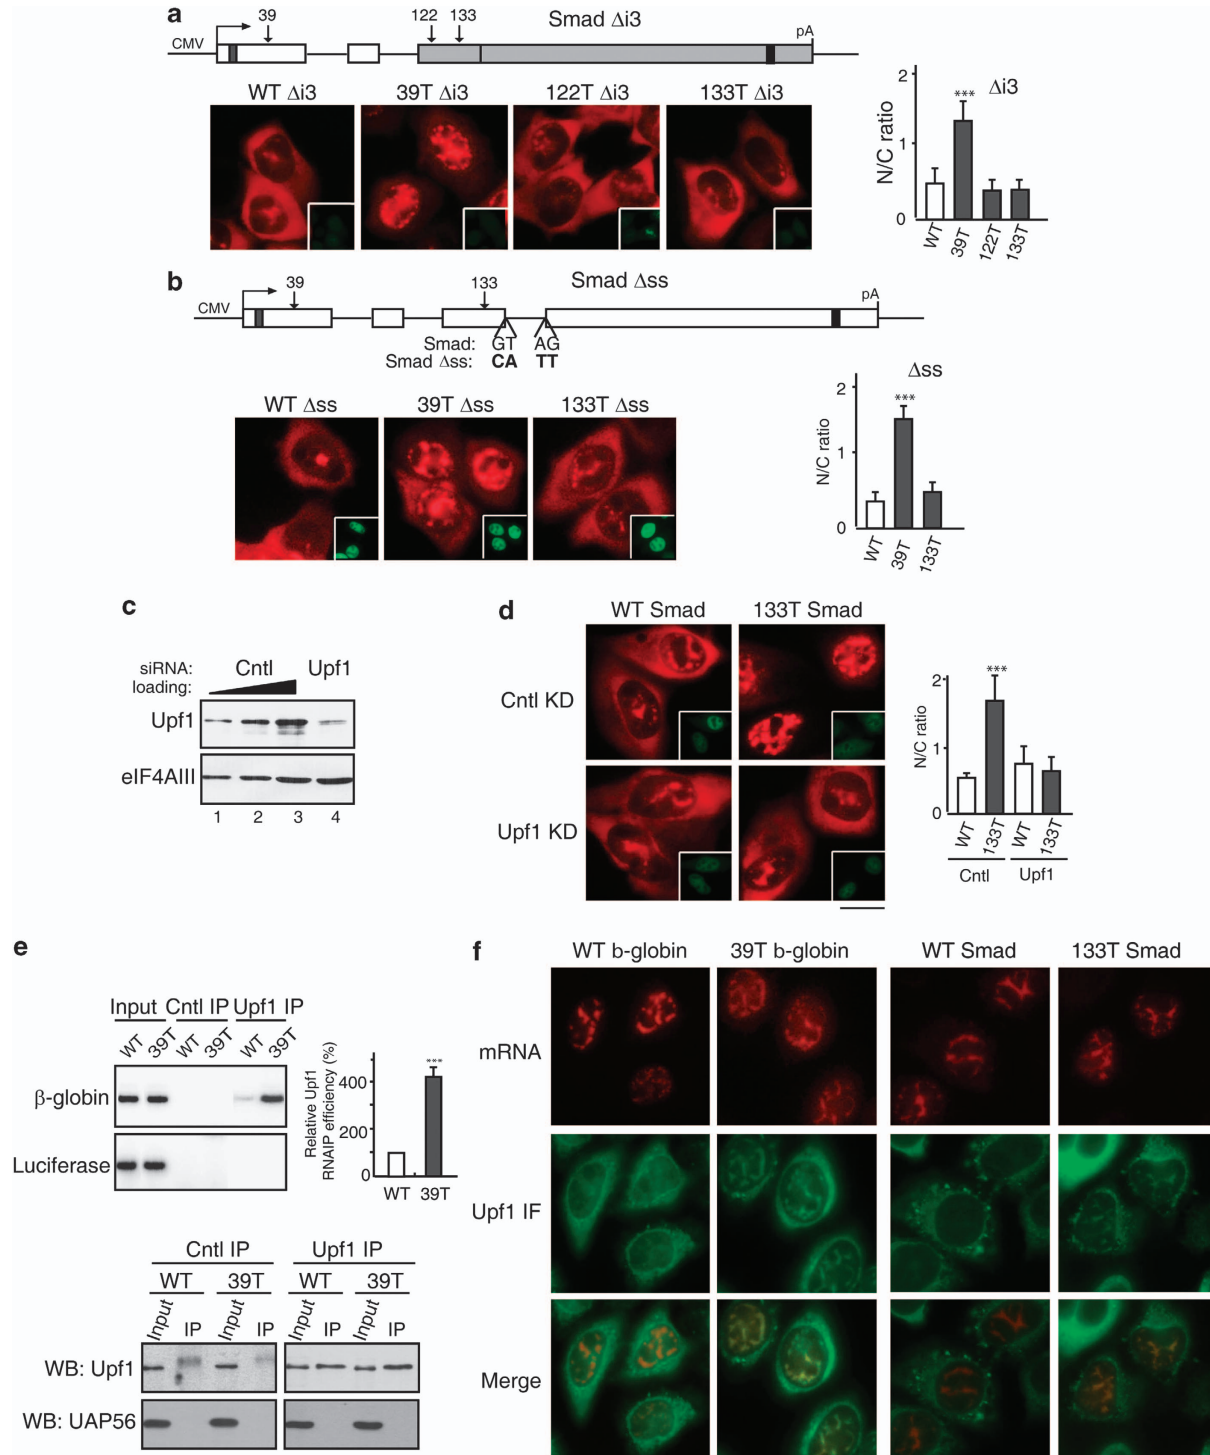 a
39
122
133
Smad Δi3
CMV
pA
WT Δi3
39T Δi3
122T Δi3
133T Δi3
2
1
0
N/C ratio
***
Δi3
WT
39T
122T
133T
b
39
133
Smad Δss
CMV
pA
Smad: GT AG
Smad Δss: CA TT
WT Δss
39T Δss
133T Δss
2
1
0
N/C ratio
***
Δss
WT
39T
133T
c
siRNA: Cntl Upf1
loading:
Upf1
eIF4AIII
1 2 3 4
d
WT Smad
133T Smad
Cntl KD
Upf1 KD
2
1
0
N/C ratio
***
WT
133T
WT
133T
Cntl
Upf1
e
Input Cntl IP Upf1 IP
WT 39T WT 39T WT 39T
β-globin
Luciferase
Relative Upf1
RNAIP efficiency (%)
400
200
0
***
WT 39T
Cntl IP
Upf1 IP
WT 39T WT 39T
Input IP Input IP Input IP Input IP
WB: Upf1
WB: UAP56
f
WT b-globin
39T b-globin
WT Smad
133T Smad
mRNA
Upf1 IF
Merge